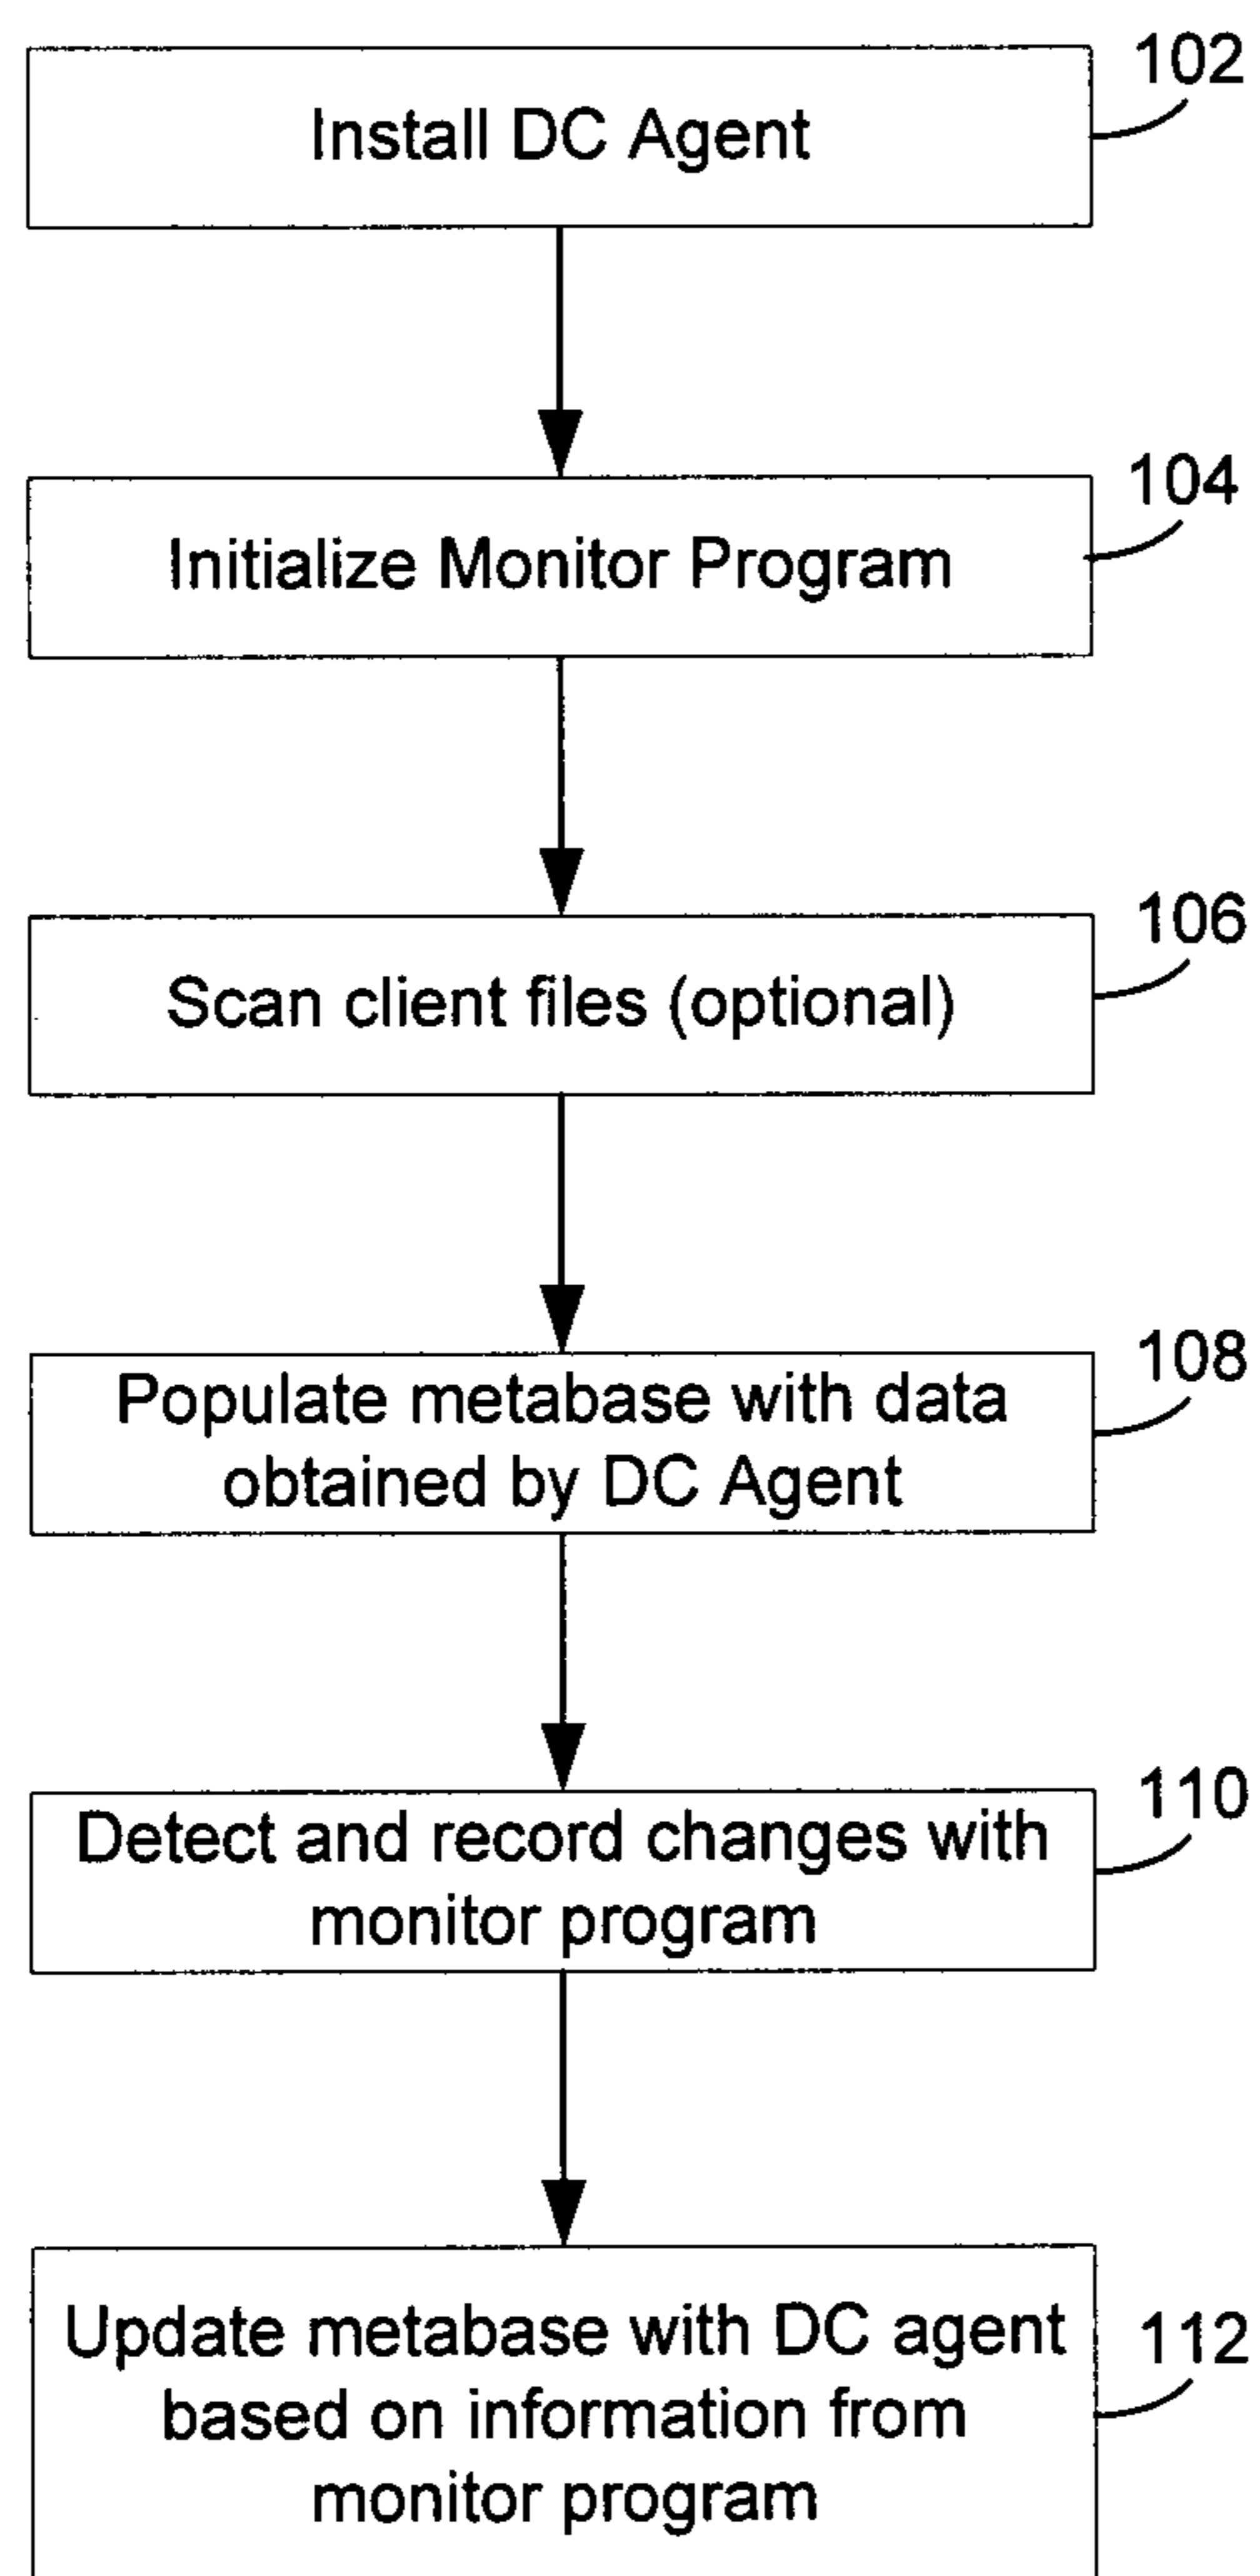 102
Install DC Agent
104
Initialize Monitor Program
106
Scan client files (optional)
108
Populate metabase with data
obtained by DC Agent
110
Detect and record changes with
monitor program
112
Update metabase with DC agent
based on information from
monitor program